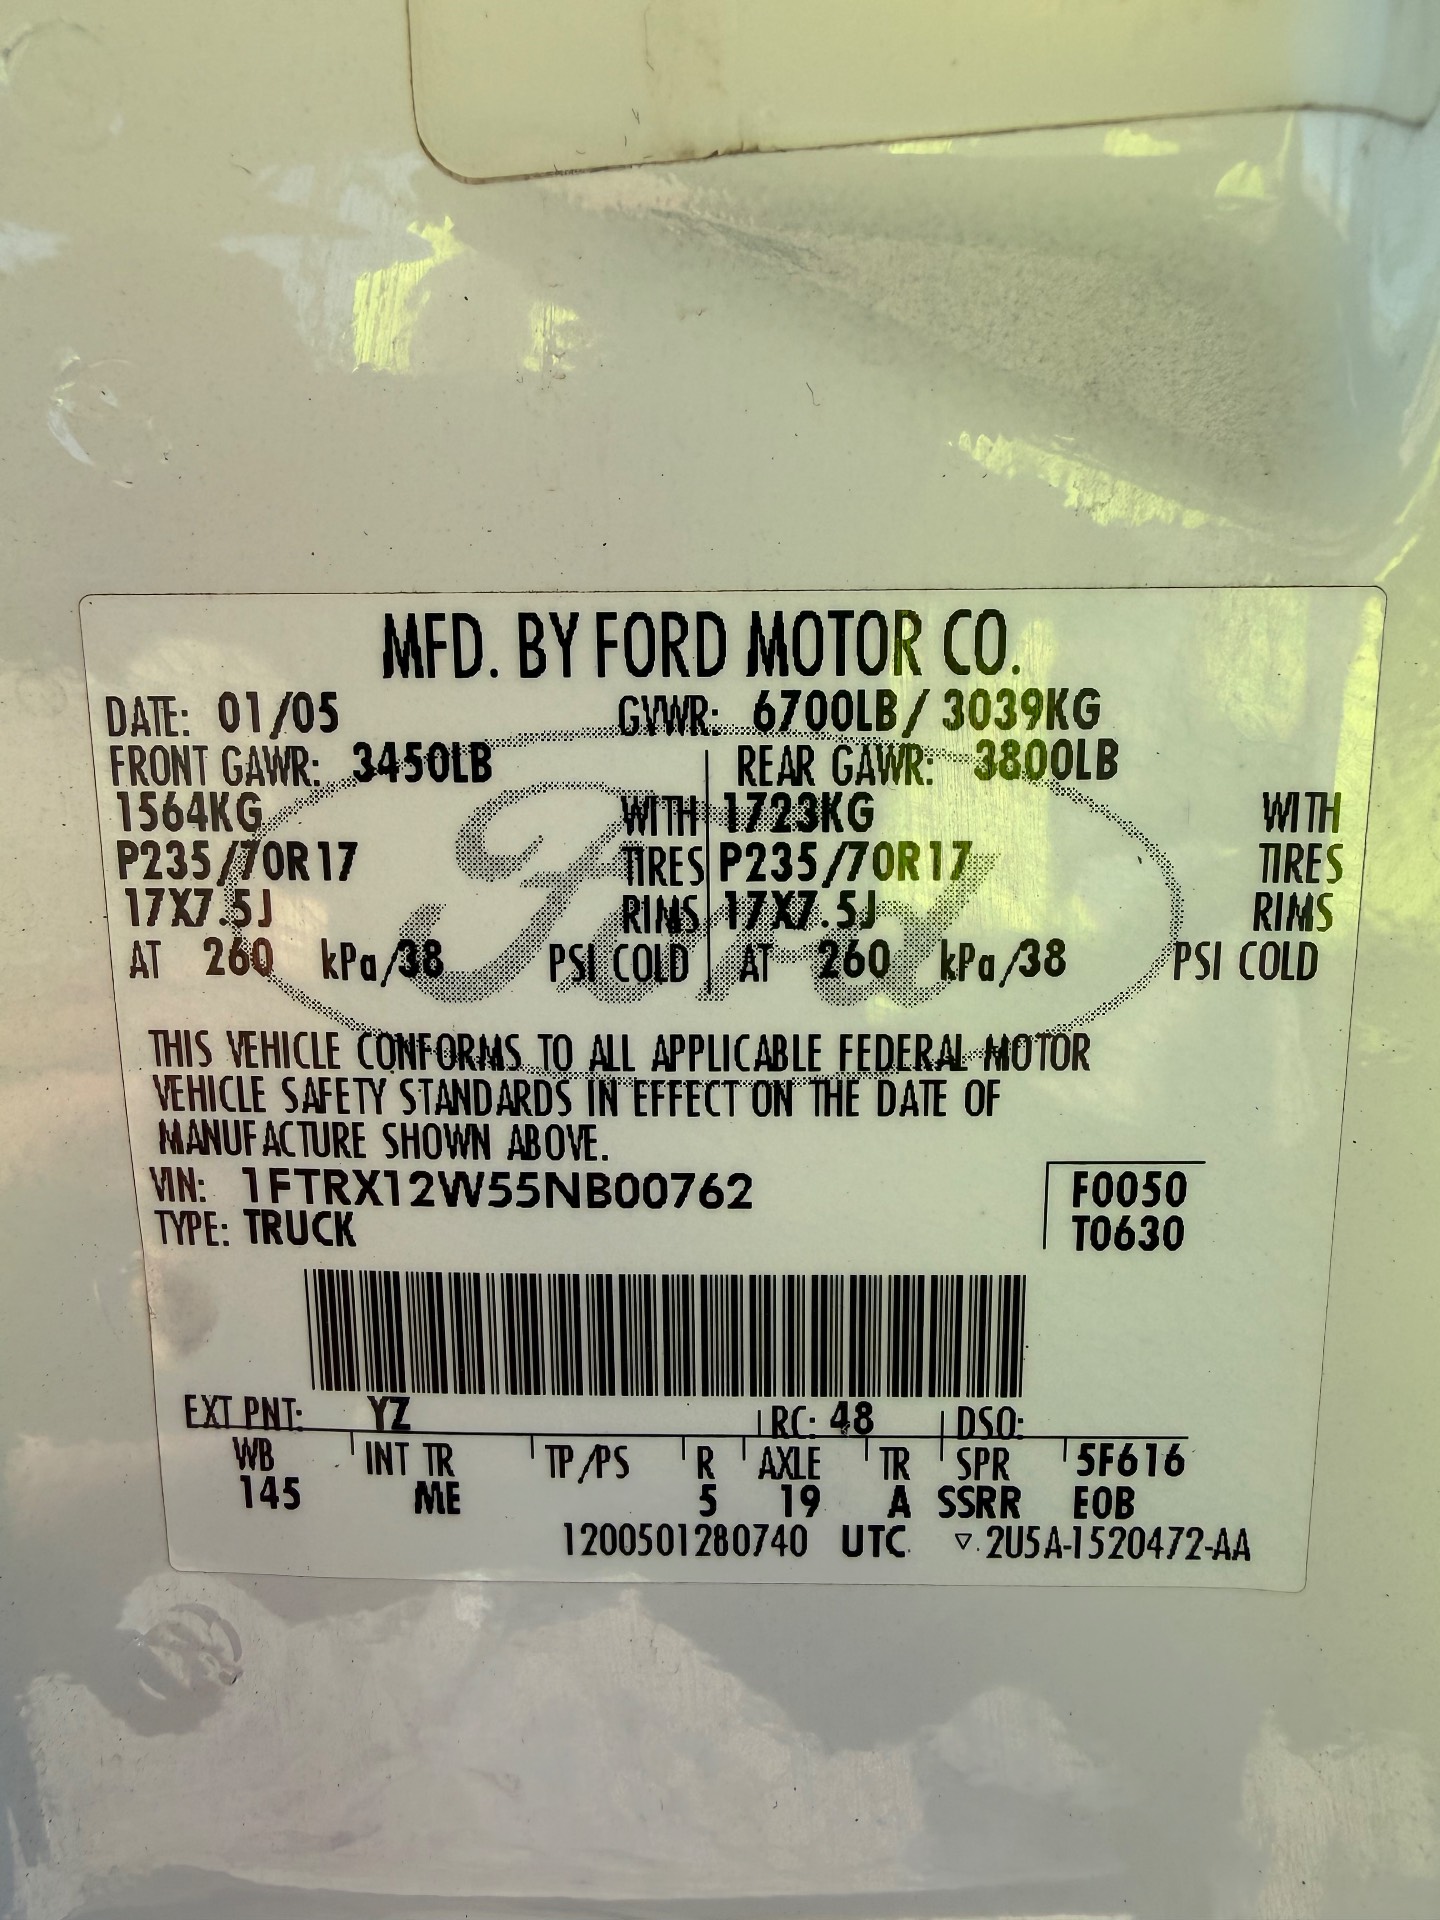 MFD. BY FORD MOTOR CO.
DATE: 01/05 GVWR: 6700LB/ 3039KG
FRONT GAWR: 3450LB REAR GAWR: 3800LB
1564KG WITH 1723KG WITH
P235/70R17 TIRES P235/70R17 TIRES
17X7.5J RIMS 17X7.5J RIMS
AT 260 kPa/38 PSI COLD AT 260 kPa/38 PSI COLD
Ford
THIS VEHICLE CONFORMS TO ALL APPLICABLE FEDERAL MOTOR
VEHICLE SAFETY STANDARDS IN EFFECT ON THE DATE OF
MANUFACTURE SHOWN ABOVE.
VIN: 1FTRX12W55NB00762 F0050
TYPE: TRUCK T0630
EXT PNT: YZ RC: 48 DSO:
WB INT TR TP/PS R AXLE TR SPR 5F616
145 ME 5 19 A SSRR E0B
1200501280740 UTC ▽. 2U5A-1520472-AA